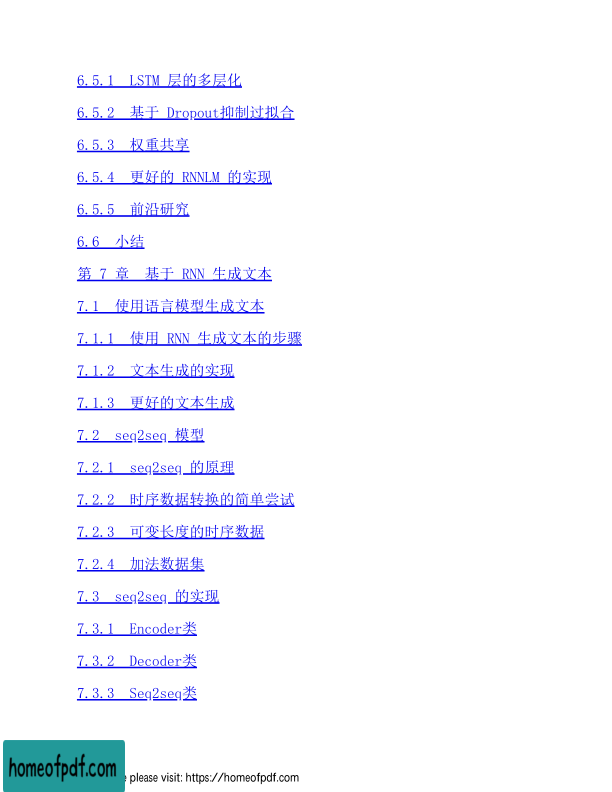 6.5.1 LSTM 层的多层化
6.5.2 基于 Dropout抑制过拟合
6.5.3 权重共享
6.5.4 更好的 RNNLM 的实现
6.5.5 前沿研究
6.6 小结
第 7 章 基于 RNN 生成文本
7.1 使用语言模型生成文本
7.1.1 使用 RNN 生成文本的步骤
7.1.2 文本生成的实现
7.1.3 更好的文本生成
7.2 seq2seq 模型
7.2.1 seq2seq 的原理
7.2.2 时序数据转换的简单尝试
7.2.3 可变长度的时序数据
7.2.4 加法数据集
7.3 seq2seq 的实现
7.3.1 Encoder类
7.3.2 Decoder类
7.3.3 Seq2seq类
homeofpdf.com
e please visit: https://homeofpdf.com